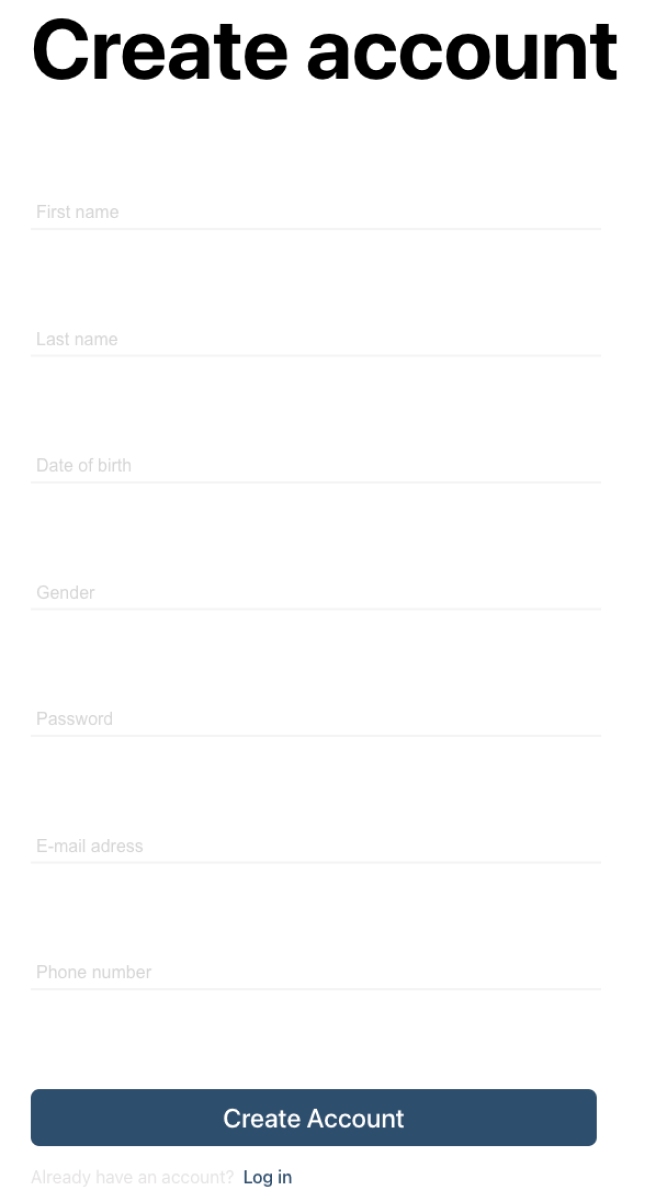 Create account
First name
Last name
Date of birth
Gender
Password
E-mail adress
Phone number
Create Account
Already have an account? Log in